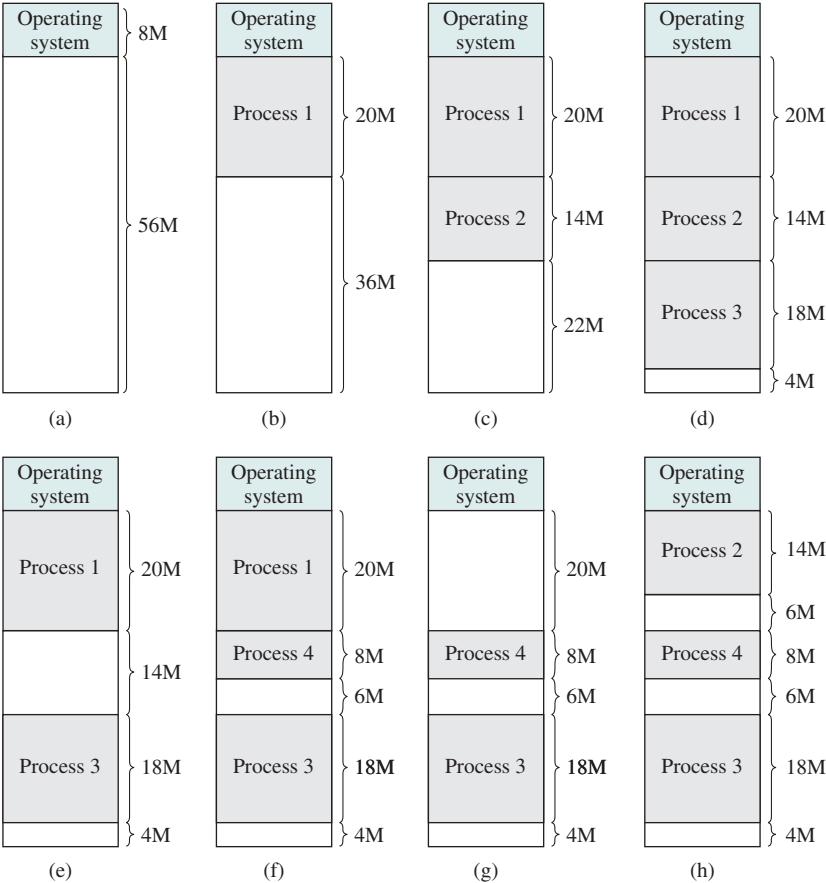 Operating
system
8M
56M
(a)
Operating
system
Process 1
20M
36M
(b)
Operating
system
Process 1
20M
Process 2
14M
22M
(c)
Operating
system
Process 1
20M
Process 2
14M
Process 3
18M
4M
(d)
Operating
system
Process 1
20M
14M
Process 3
18M
4M
(e)
Operating
system
Process 1
20M
Process 4
8M
6M
Process 3
18M
4M
(f)
Operating
system
20M
Process 4
8M
6M
Process 3
18M
4M
(g)
Operating
system
Process 2
14M
6M
Process 4
8M
6M
Process 3
18M
4M
(h)